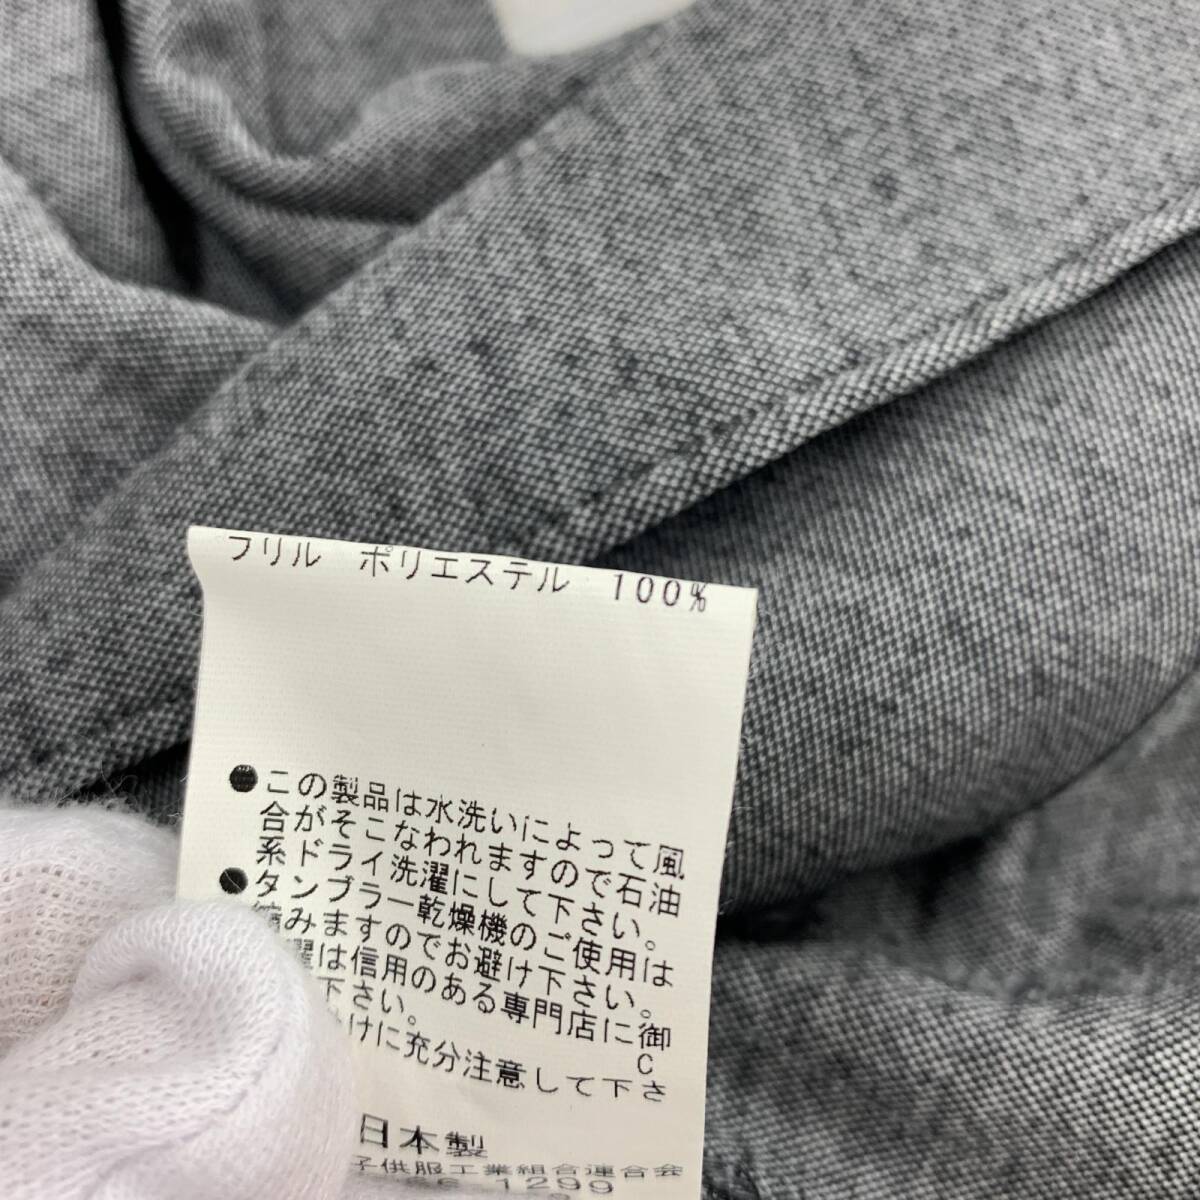 フリル ポリエステル 100%
●この製品は水洗いによって風
合がそこなわれますので石油
系ドライ洗濯にして下さい。
●タンブラー乾燥機のご使用は
縮みますのでお避け下さい。
濯は信用のある専門店に御
下さい。 C
けに充分注意して下さ
日本製
子供服工業組合連合会
1299